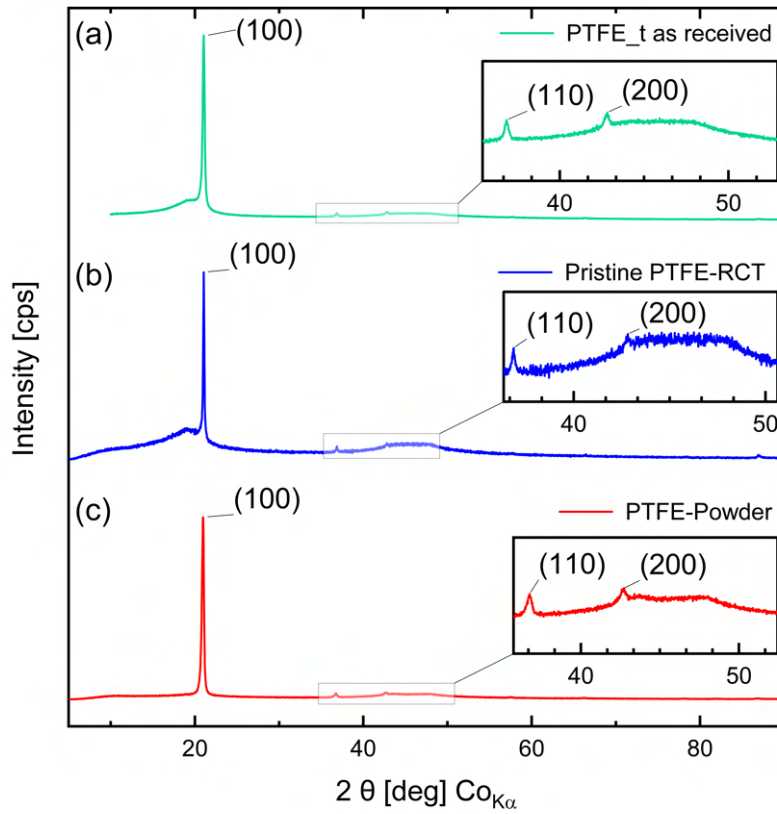 (a)
(100)
PTFE_t as received
(110)
(200)
40
50
(b)
(100)
Pristine PTFE-RCT
(110)
(200)
40
50
(c)
(100)
PTFE-Powder
(110)
(200)
40
50
Intensity [cps]
20
40
60
80
2 θ [deg] Co_Kα